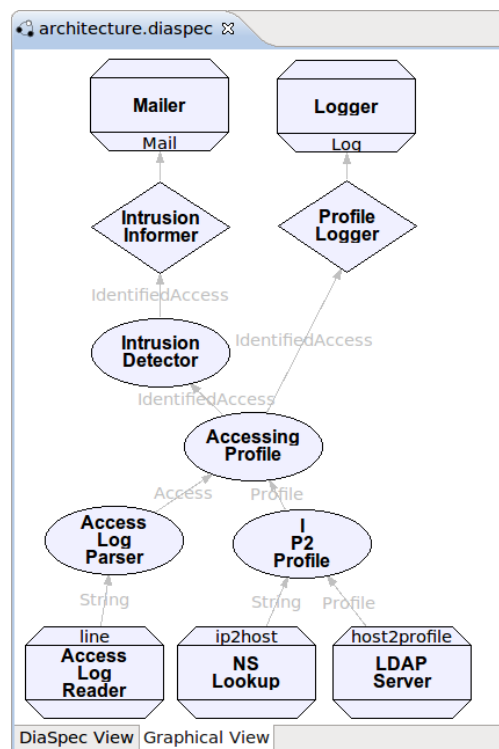 architecture.diaspec
Mailer
Mail
Logger
Log
Intrusion
Informer
Profile
Logger
IdentifiedAccess
IdentifiedAccess
Intrusion
Detector
IdentifiedAccess
Accessing
Profile
Access
Profile
Access
Log
Parser
I
P2
Profile
String
String
Profile
line
Access
Log
Reader
ip2host
NS
Lookup
host2profile
LDAP
Server
DiaSpec View
Graphical View